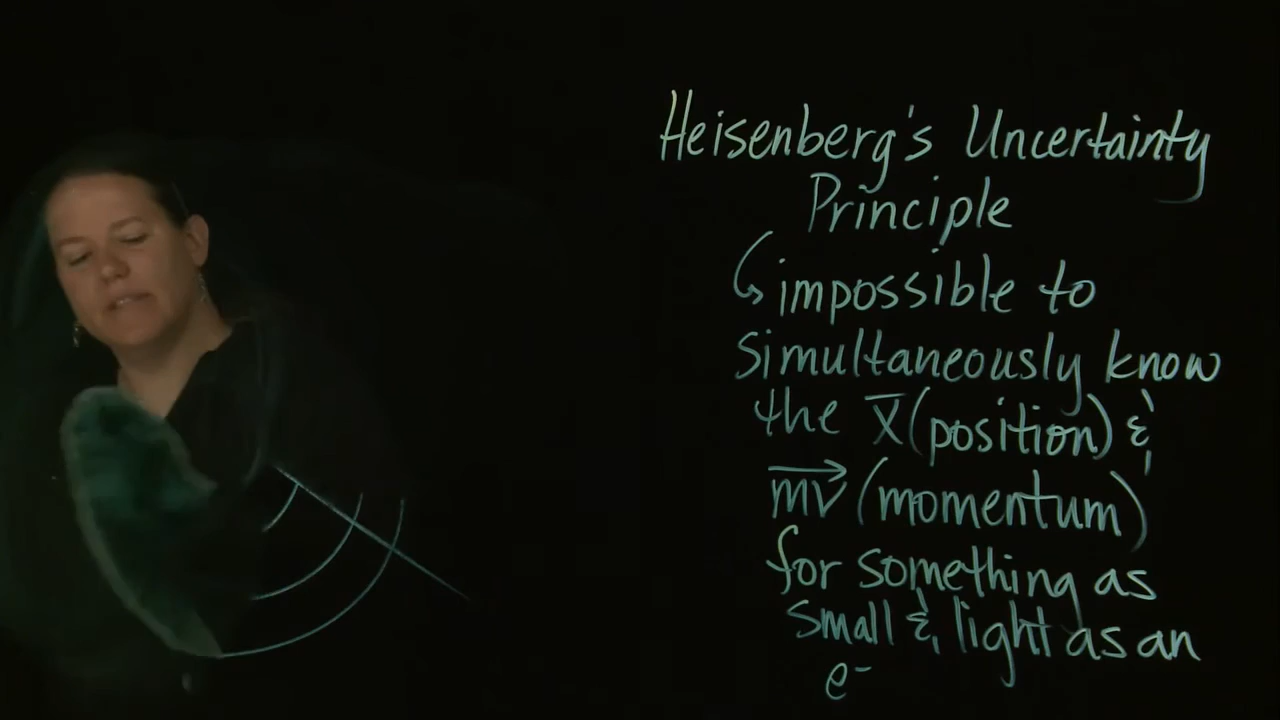 Heisenberg's Uncertainty
Principle
↳ impossible to
simultaneously know
the x̄ (position) &
m͞v→ (momentum)
for something as
small & light as an
e⁻